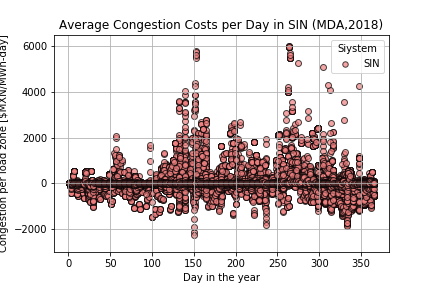 Average Congestion Costs per Day in SIN (MDA,2018)
Congestion per load zone [$MXN/MWh-day]
6000
4000
2000
0
−2000
Siystem
SIN
0 50 100 150 200 250 300 350
Day in the year